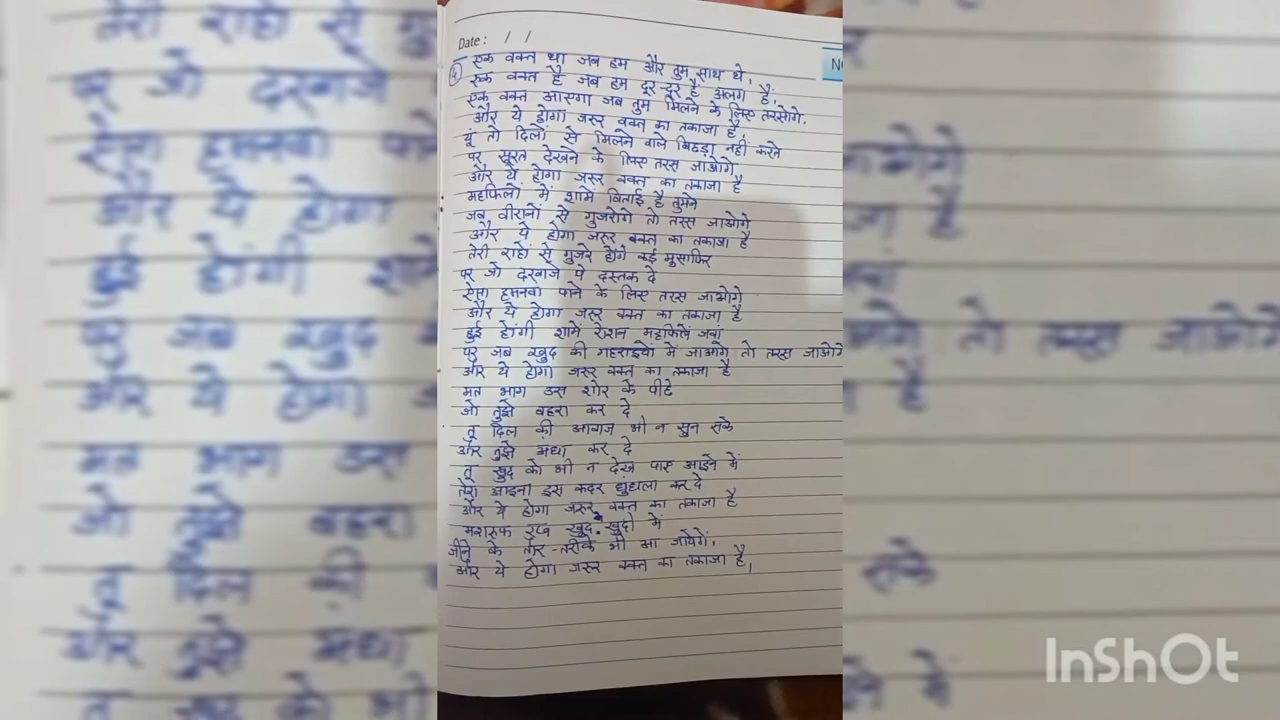 Date : / /
No
(4) एक वक्त था जब हम और तुम साथ थे,
एक वक्त है जब हम दूर-दूर है अलग है,
एक वक्त आएगा जब तुम मिलने के लिए तरसोगे.
और ये होगा जरूर वक्त का तकाजा है,
यूं तो दिलों से मिलने वाले बिछड़ा नहीं करते
पर सूरत देखने के लिए तरस जाओगे
और ये होगा जरूर वक्त का तकाजा है
महफिलों में शामे बिताई है तुमने
जब वीरानों से गुजरोगे तो तरस जाओगे
और ये होगा जरूर वक्त का तकाजा है
तेरी राहों से गुजरे होंगे कई मुसाफिर
पर जो दरवाजे पे दस्तक दे
ऐसा हमनवा पाने के लिए तरस जाओगे
और ये होगा जरूर वक्त का तकाजा है
हुई होंगी शामे रोशन महफिलें जवां
पर जब खुद की गहराइयों में जाओगे तो तरस जाओगे
और ये होगा जरूर वक्त का तकाजा है
मत भाग उस शोर के पीछे
जो तुझे बहरा कर दे
तू दिल की आवाज भी न सुन सके
और तुझे अंधा कर दे
तू खुद को भी न देख पाए आइने में
तेरा आइना इस कदर धुंधला कर दे
और ये होगा जरूर वक्त का तकाजा है
मशरूफ रख खुद खुदी में
जीने के तौर-तरीके भी आ जायेगें,
और ये होगा जरूर वक्त का तकाजा है,
InShOt